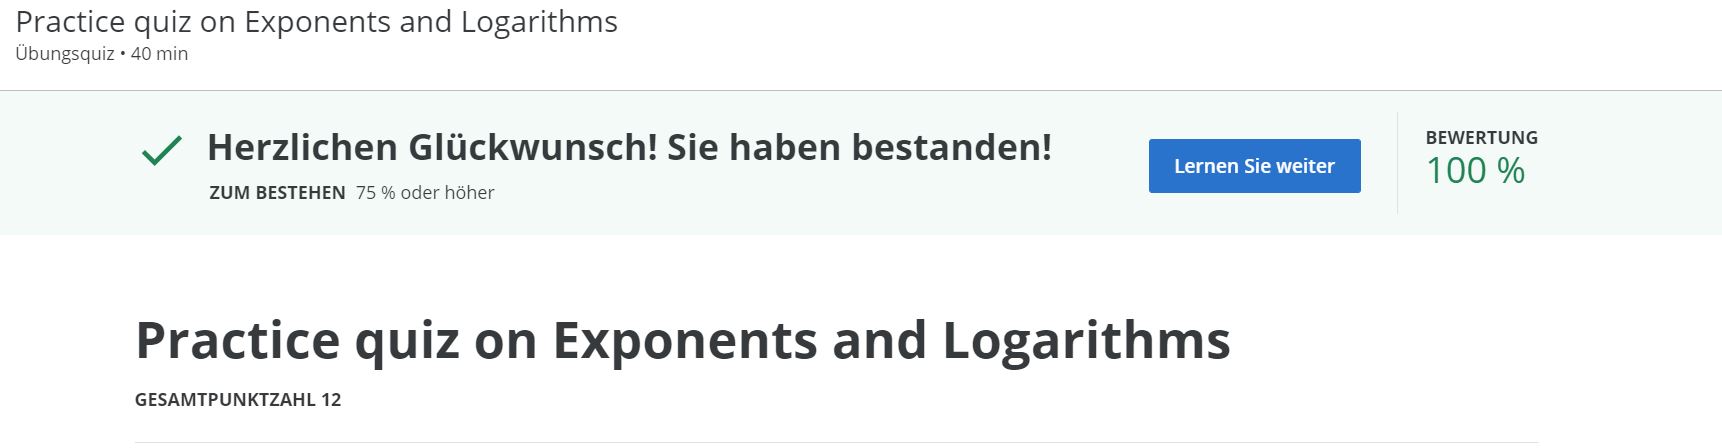 Practice quiz on Exponents and Logarithms
Übungsquiz • 40 min
Herzlichen Glückwunsch! Sie haben bestanden!
ZUM BESTEHEN 75 % oder höher
Lernen Sie weiter
BEWERTUNG
100 %
Practice quiz on Exponents and Logarithms
GESAMTPUNKTZAHL 12